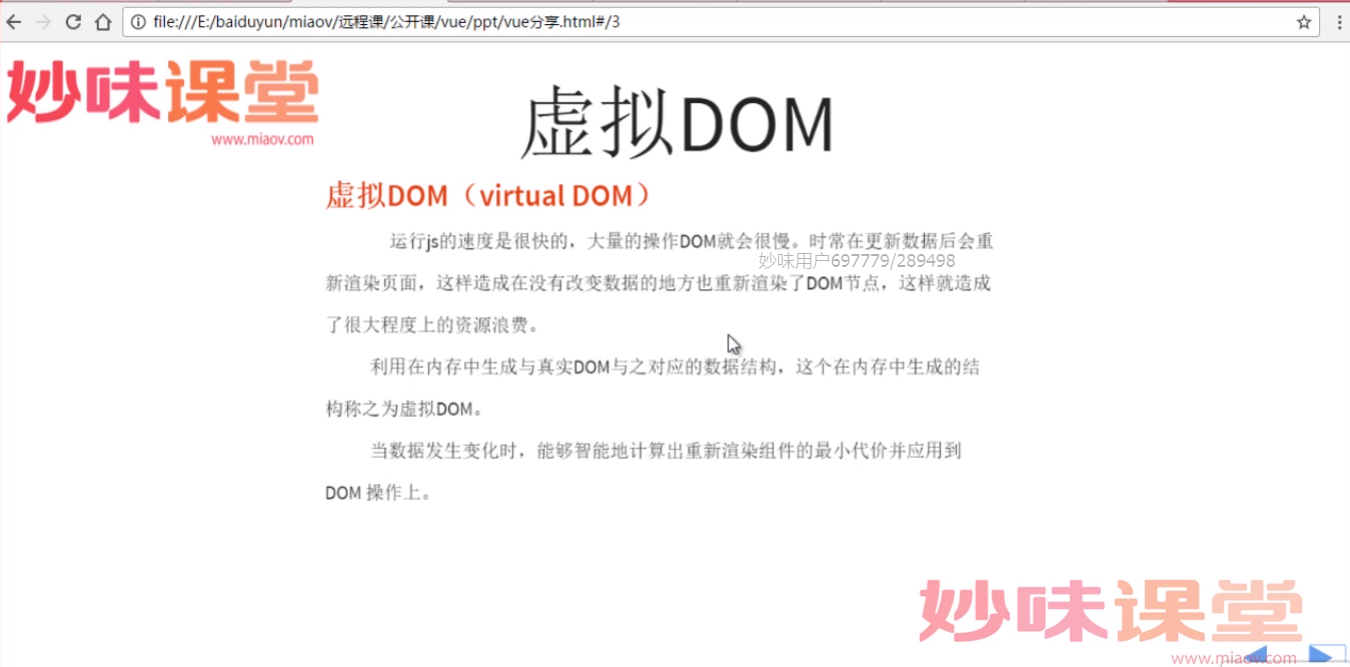 file:///E:/baiduyun/miaov/远程课/公开课/vue/ppt/vue分享.html#/3
妙味课堂
www.miaov.com
虚拟DOM
虚拟DOM（virtual DOM）
运行js的速度是很快的，大量的操作DOM就会很慢。时常在更新数据后会重
妙味用户697779/289498
新渲染页面，这样造成在没有改变数据的地方也重新渲染了DOM节点，这样就造成
了很大程度上的资源浪费。
利用在内存中生成与真实DOM与之对应的数据结构，这个在内存中生成的结
构称之为虚拟DOM。
当数据发生变化时，能够智能地计算出重新渲染组件的最小代价并应用到
DOM 操作上。
妙味课堂
www.miaov.com